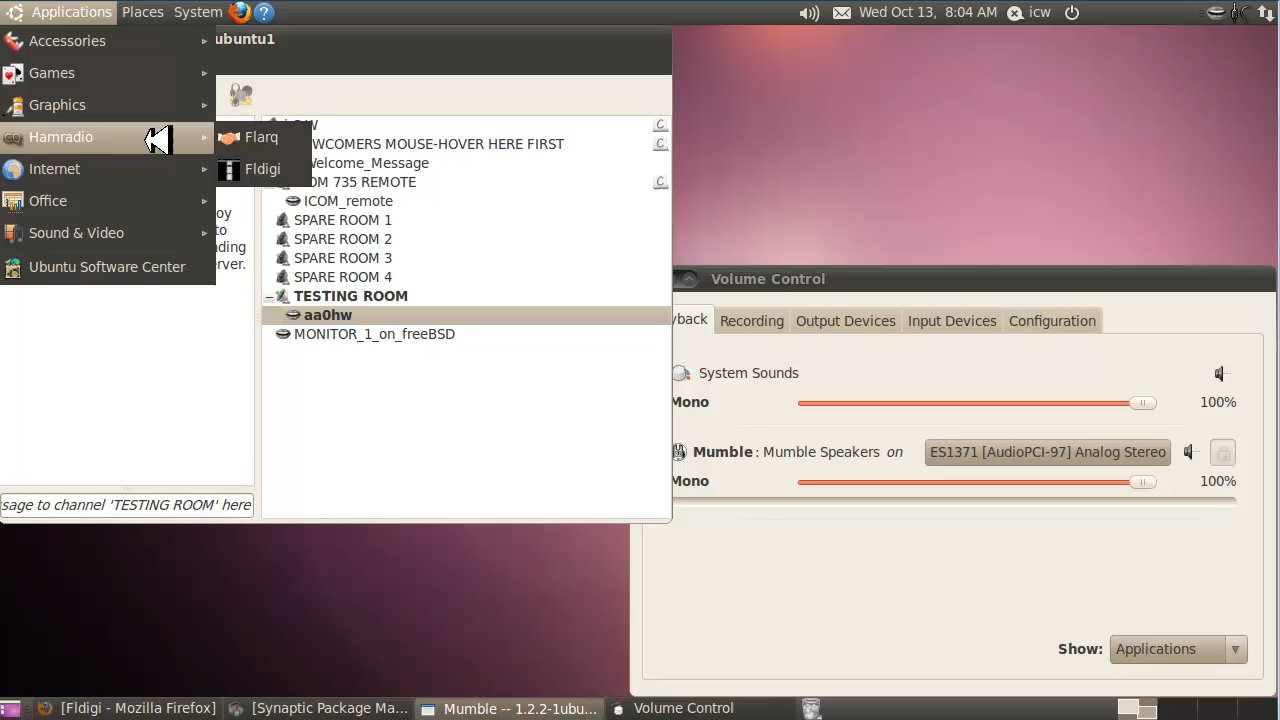 Applications Places System
Wed Oct 13, 8:04 AM icw
Accessories
Games
Graphics
Hamradio
Internet
Office
Sound & Video
Ubuntu Software Center
Flarq
Fldigi
ubuntu1
WCOMERS MOUSE-HOVER HERE FIRST
Welcome_Message
OM 735 REMOTE
ICOM_remote
SPARE ROOM 1
SPARE ROOM 2
SPARE ROOM 3
SPARE ROOM 4
TESTING ROOM
aa0hw
MONITOR_1_on_freeBSD
oy
to
nding
erver.
ssage to channel 'TESTING ROOM' here
Volume Control
yback Recording Output Devices Input Devices Configuration
System Sounds
Mono 100%
Mumble: Mumble Speakers on ES1371 [AudioPCI-97] Analog Stereo
Mono 100%
Show: Applications
[Fldigi - Mozilla Firefox] [Synaptic Package Ma... Mumble -- 1.2.2-1ubu... Volume Control